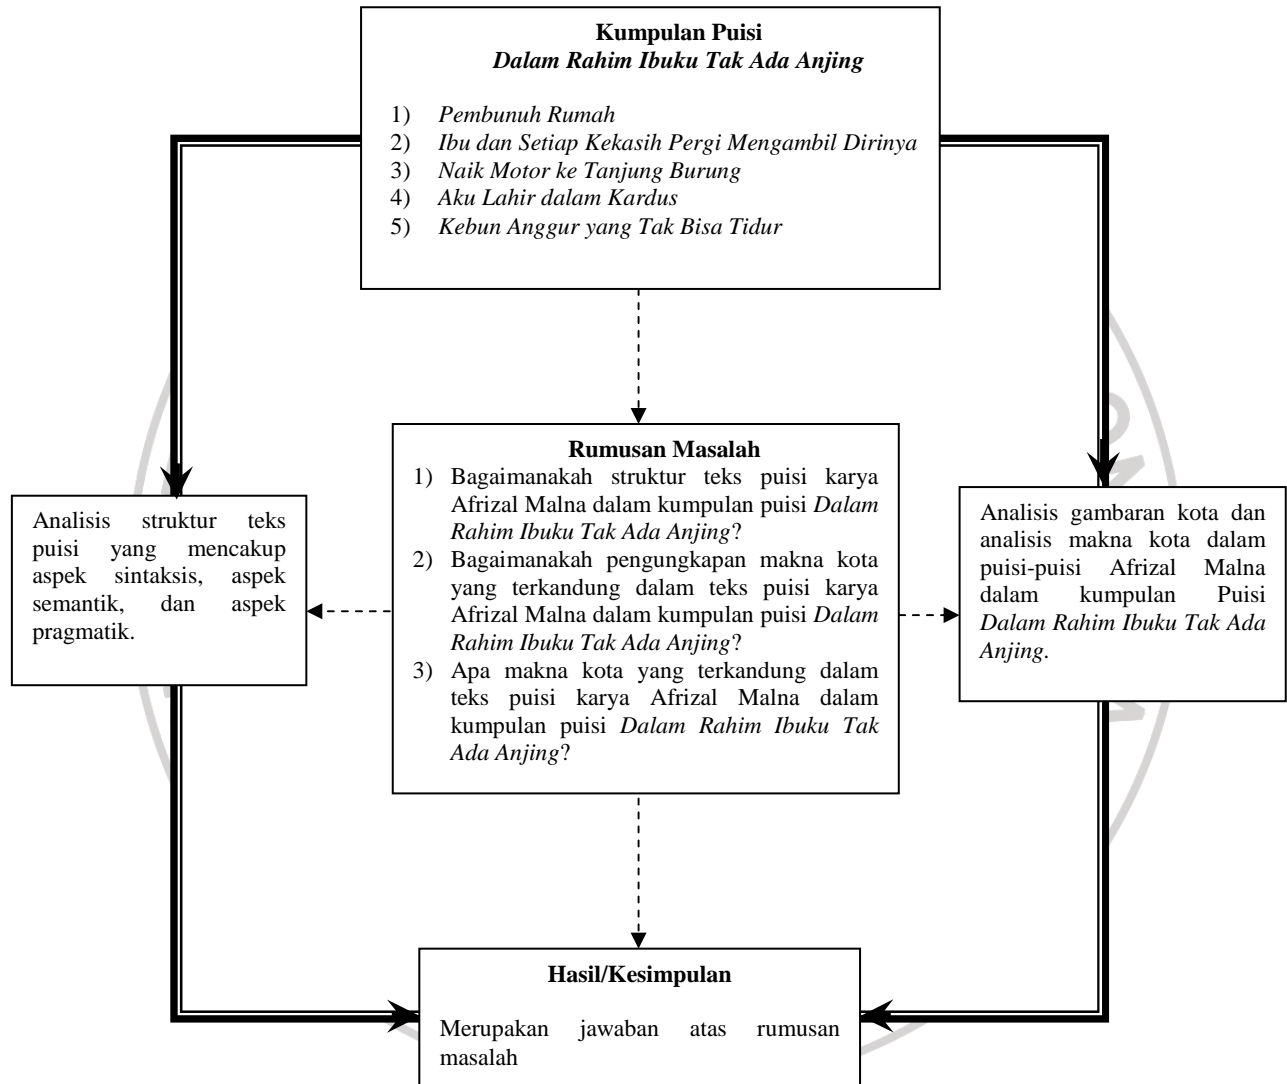 Kumpulan Puisi
Dalam Rahim Ibuku Tak Ada Anjing
1) Pembunuh Rumah
2) Ibu dan Setiap Kekasih Pergi Mengambil Dirinya
3) Naik Motor ke Tanjung Burung
4) Aku Lahir dalam Kardus
5) Kebun Anggur yang Tak Bisa Tidur
Rumusan Masalah
1) Bagaimanakah struktur teks puisi karya
Afrizal Malna dalam kumpulan puisi Dalam
Rahim Ibuku Tak Ada Anjing?
2) Bagaimanakah pengungkapan makna kota
yang terkandung dalam teks puisi karya
Afrizal Malna dalam kumpulan puisi Dalam
Rahim Ibuku Tak Ada Anjing?
3) Apa makna kota yang terkandung dalam
teks puisi karya Afrizal Malna dalam
kumpulan puisi Dalam Rahim Ibuku Tak
Ada Anjing?
Analisis struktur teks
puisi yang mencakup
aspek sintaksis, aspek
semantik, dan aspek
pragmatik.
Analisis gambaran kota dan
analisis makna kota dalam
puisi-puisi Afrizal Malna
dalam kumpulan Puisi
Dalam Rahim Ibuku Tak Ada
Anjing.
Hasil/Kesimpulan
Merupakan jawaban atas rumusan
masalah